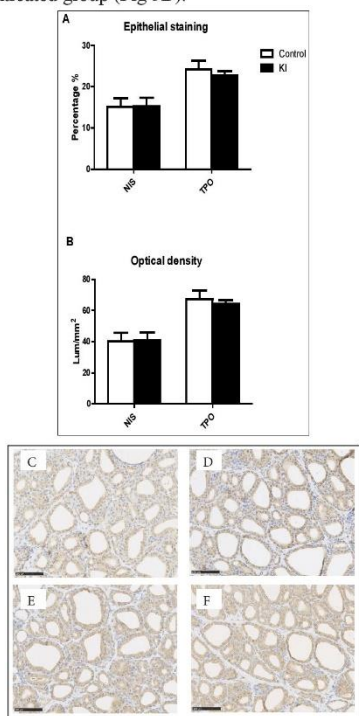 A
Epithelial staining
Percentage %
30
20
10
0
Control
KI
NIS
TPO
B
Optical density
Lum/mm²
80
60
40
20
0
NIS
TPO
C
D
E
F